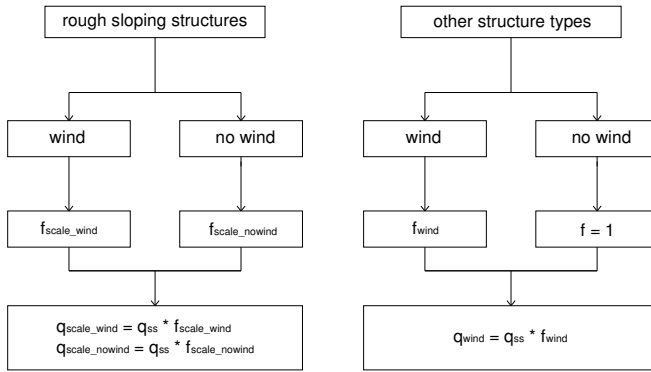 rough sloping structures
other structure types
wind
no wind
wind
no wind
fscale_wind
fscale_nowind
fwind
f = 1
qscale_wind = qss * fscale_wind
qscale_nowind = qss * fscale_nowind
qwind = qss * fwind